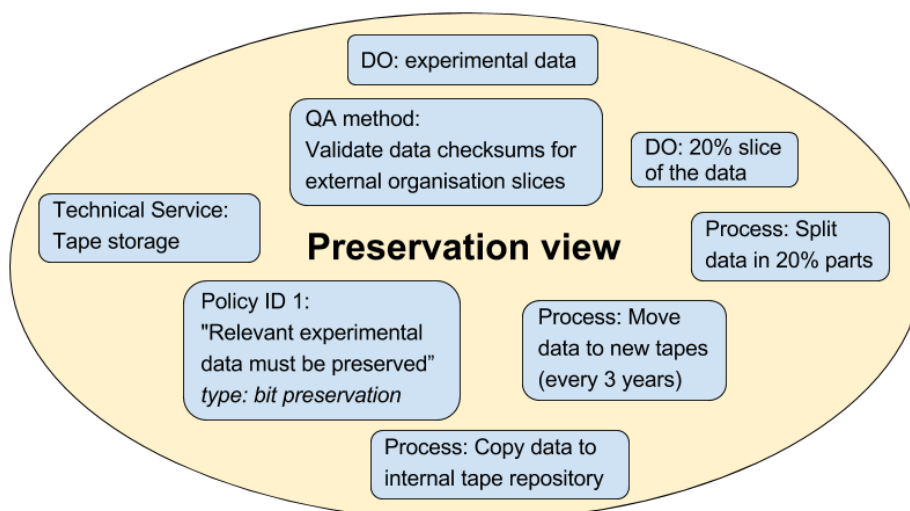 DO: experimental data
QA method:
Validate data checksums for
external organisation slices
DO: 20% slice
of the data
Technical Service:
Tape storage
Preservation view
Process: Split
data in 20% parts
Policy ID 1:
"Relevant experimental
data must be preserved”
type: bit preservation
Process: Move
data to new tapes
(every 3 years)
Process: Copy data to
internal tape repository